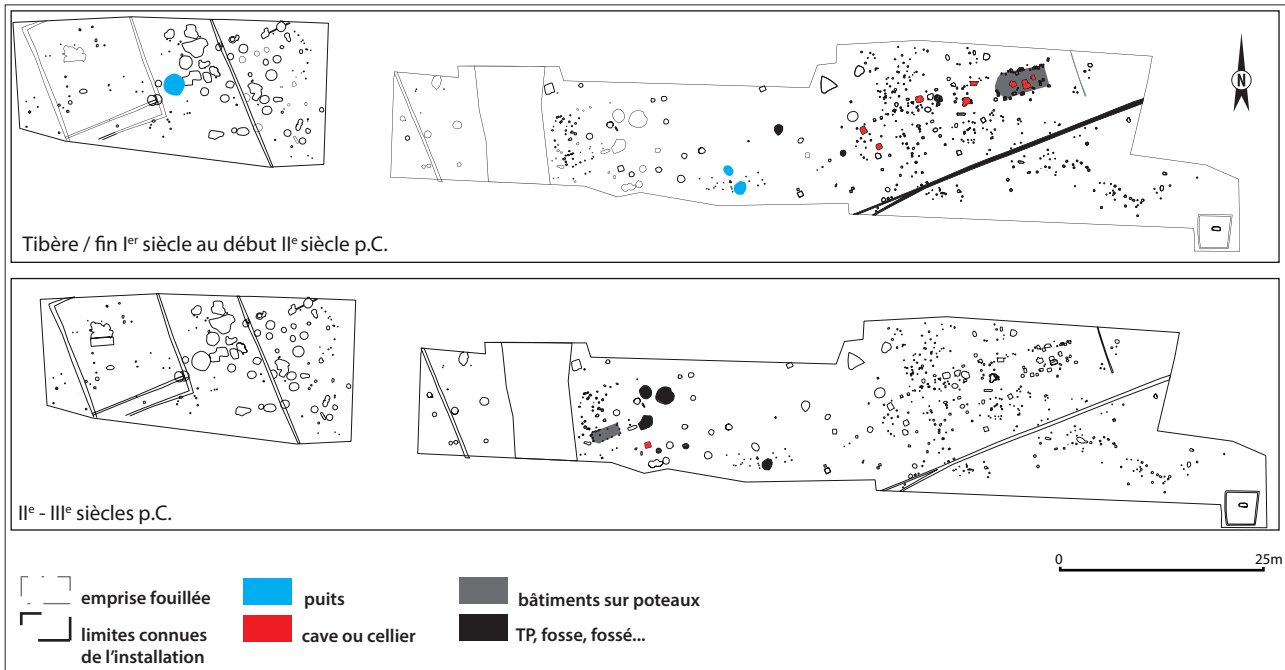 N
Tibère / fin Ier siècle au début IIe siècle p.C.
IIe - IIIe siècles p.C.
0 25m
emprise fouillée
puits
bâtiments sur poteaux
limites connues
de l'installation
cave ou cellier
TP, fosse, fossé...